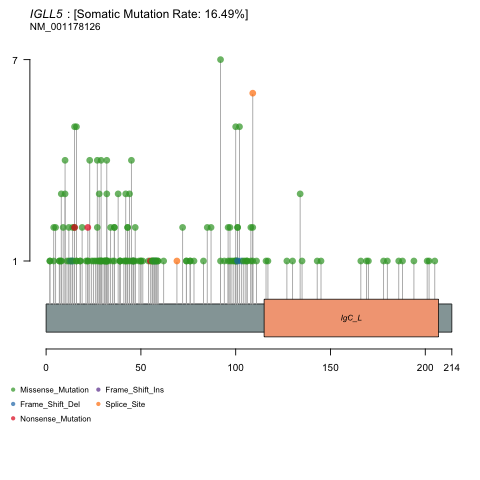 IGLL5 : [Somatic Mutation Rate: 16.49%]
NM_001178126
7
1
IgC_L
0 50 100 150 200 214
Missense_Mutation Frame_Shift_Ins
Frame_Shift_Del Splice_Site
Nonsense_Mutation